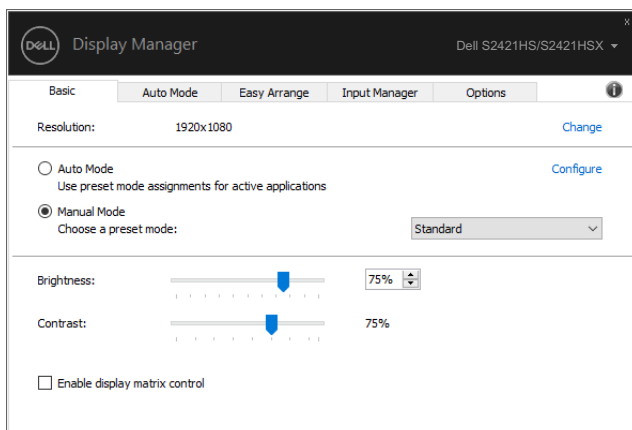 DELL Display Manager Dell S2421HS/S2421HSX
x
Basic Auto Mode Easy Arrange Input Manager Options
Resolution: 1920x1080 Change
Auto Mode Configure
Use preset mode assignments for active applications
Manual Mode
Choose a preset mode: Standard
Brightness: 75%
Contrast: 75%
Enable display matrix control